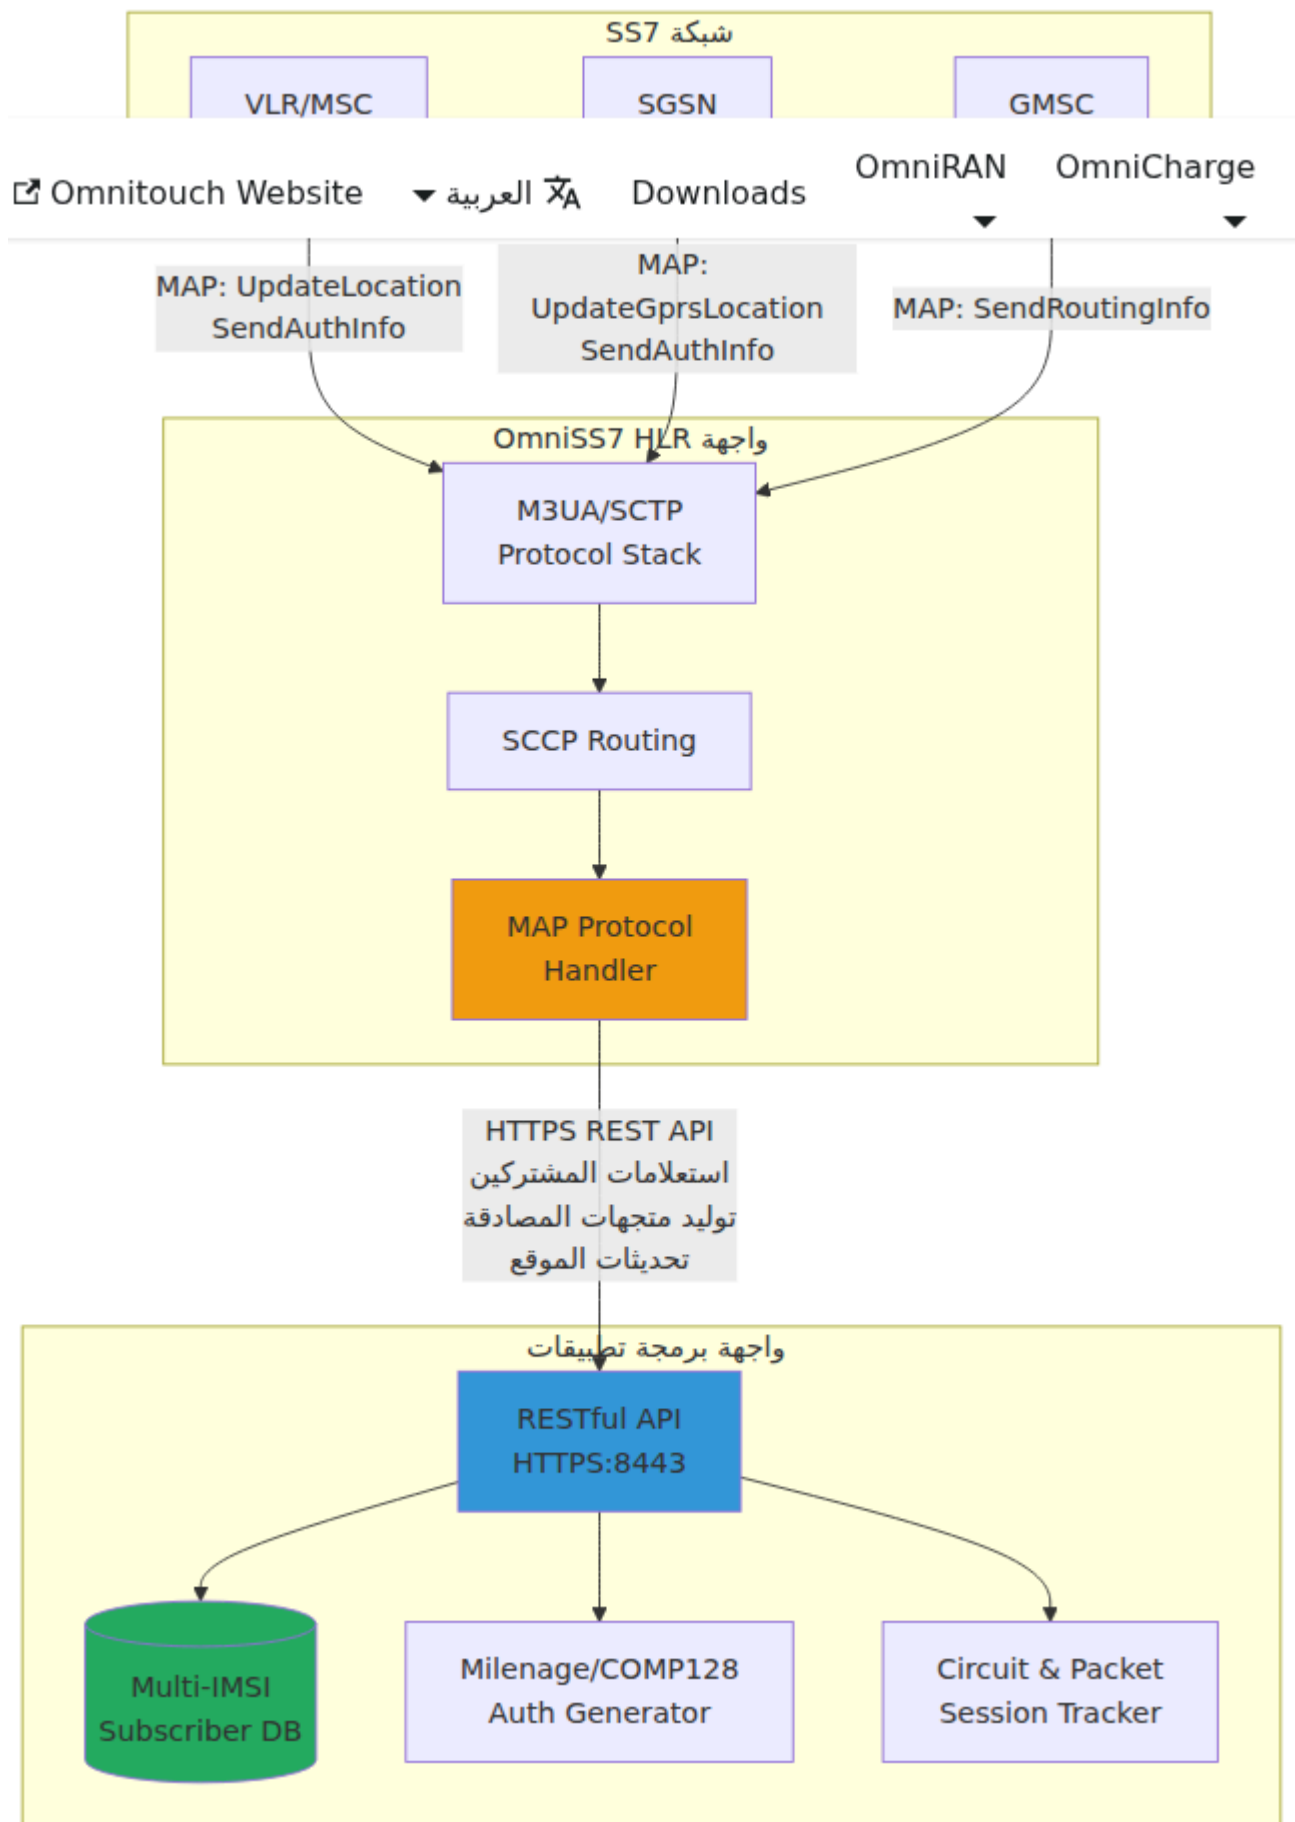 شبكة SS7
VLR/MSC
SGSN
GMSC
Omnitouch Website
العربية
Downloads
OmniRAN
OmniCharge
MAP: UpdateLocation
SendAuthInfo
MAP:
UpdateGprsLocation
SendAuthInfo
MAP: SendRoutingInfo
واجهة OmniSS7 HLR
M3UA/SCTP
Protocol Stack
SCCP Routing
MAP Protocol
Handler
HTTPS REST API
استعلامات المشتركين
توليد متجهات المصادقة
تحديثات الموقع
واجهة برمجة تطبيقات
RESTful API
HTTPS:8443
Multi-IMSI
Subscriber DB
Milenage/COMP128
Auth Generator
Circuit & Packet
Session Tracker